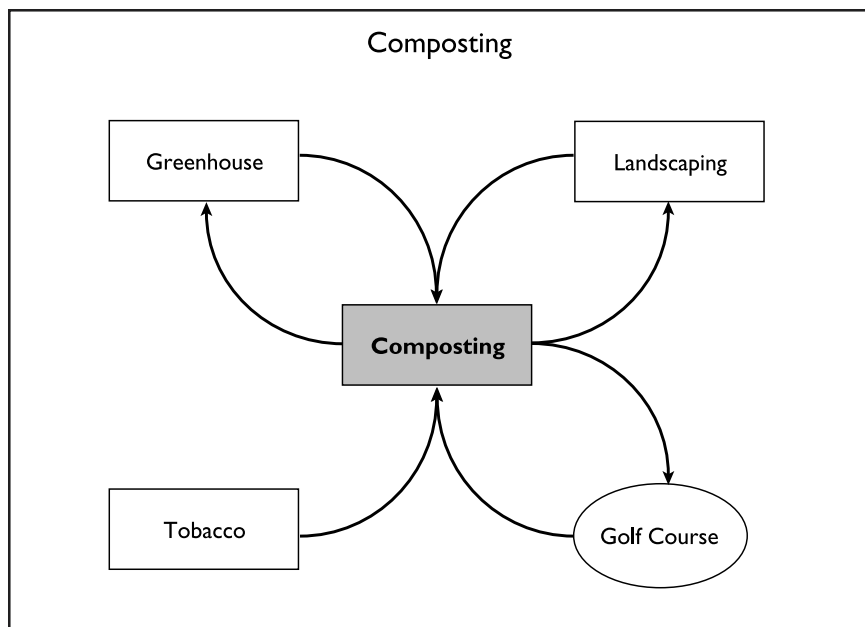 Composting
Greenhouse
Landscaping
Composting
Tobacco
Golf Course